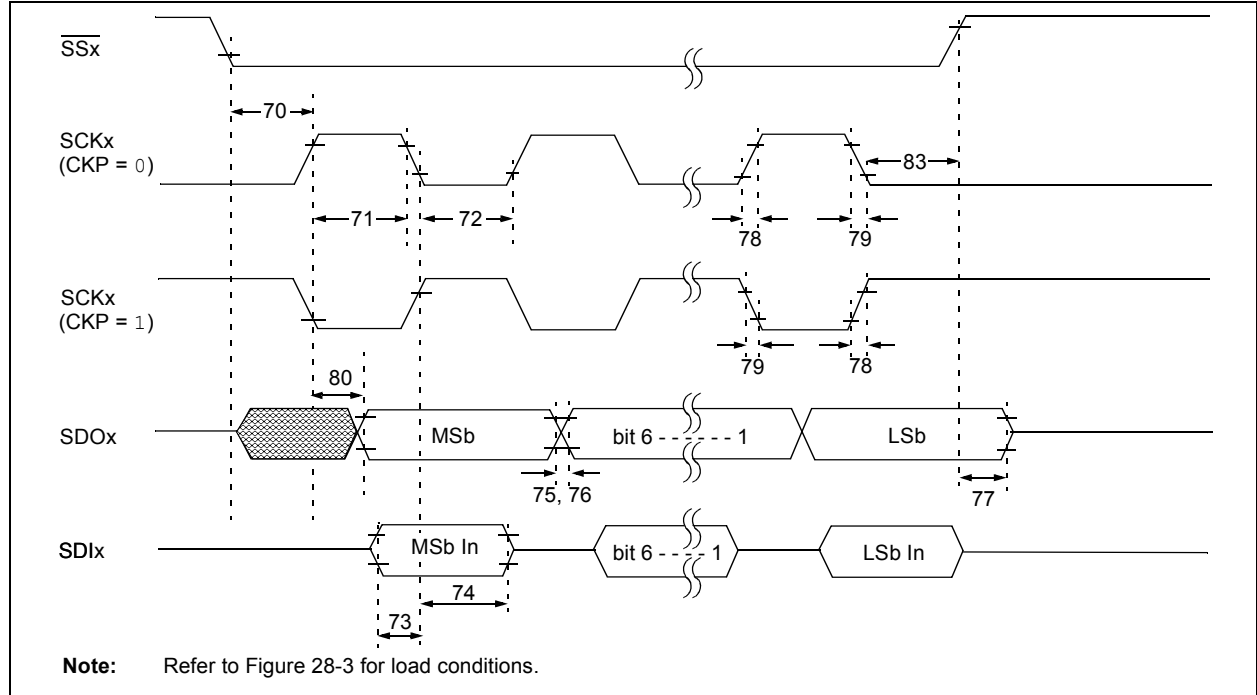 SSx
70
SCKx
(CKP = 0)
83
71
72
78
79
SCKx
(CKP = 1)
79
78
80
SDOx
MSb
bit 6 - - - - - - 1
LSb
75, 76
77
SDIx
MSb In
bit 6 - - - - 1
LSb In
74
73
Note: Refer to Figure 28-3 for load conditions.